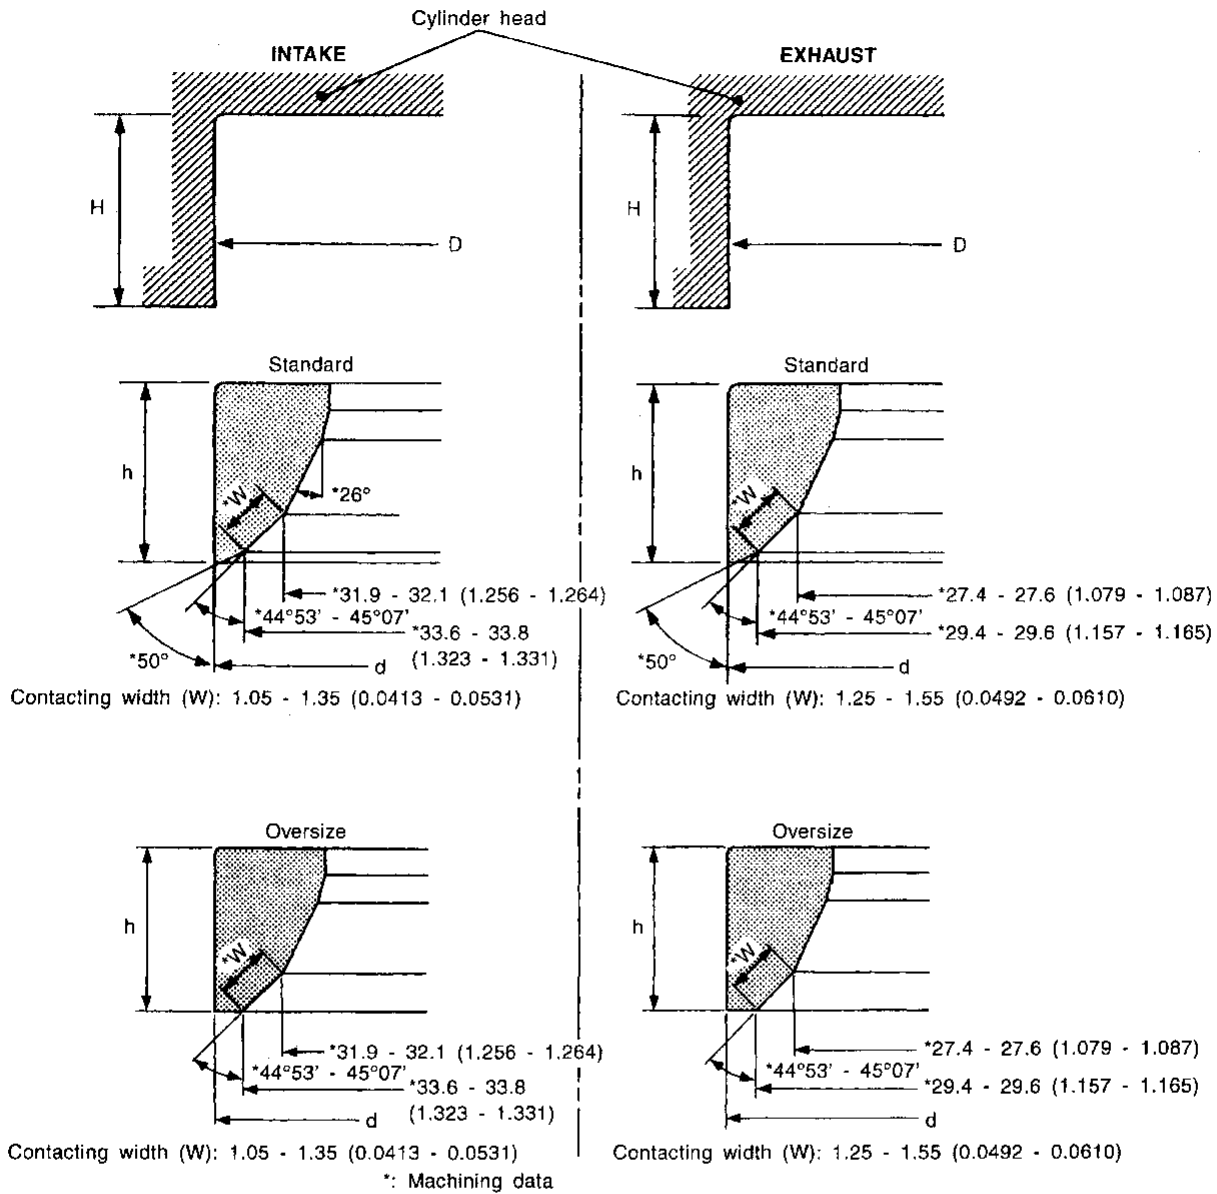 Cylinder head
INTAKE
EXHAUST
H
D
H
D
Standard
h
*W
*26°
*31.9 - 32.1 (1.256 - 1.264)
*44°53' - 45°07'
*33.6 - 33.8
(1.323 - 1.331)
*50°
d
Contacting width (W): 1.05 - 1.35 (0.0413 - 0.0531)
Standard
h
*W
*27.4 - 27.6 (1.079 - 1.087)
*44°53' - 45°07'
*29.4 - 29.6 (1.157 - 1.165)
*50°
d
Contacting width (W): 1.25 - 1.55 (0.0492 - 0.0610)
Oversize
h
*W
*31.9 - 32.1 (1.256 - 1.264)
*44°53' - 45°07'
*33.6 - 33.8
(1.323 - 1.331)
d
Contacting width (W): 1.05 - 1.35 (0.0413 - 0.0531)
Oversize
h
*W
*27.4 - 27.6 (1.079 - 1.087)
*44°53' - 45°07'
*29.4 - 29.6 (1.157 - 1.165)
d
Contacting width (W): 1.25 - 1.55 (0.0492 - 0.0610)
*: Machining data